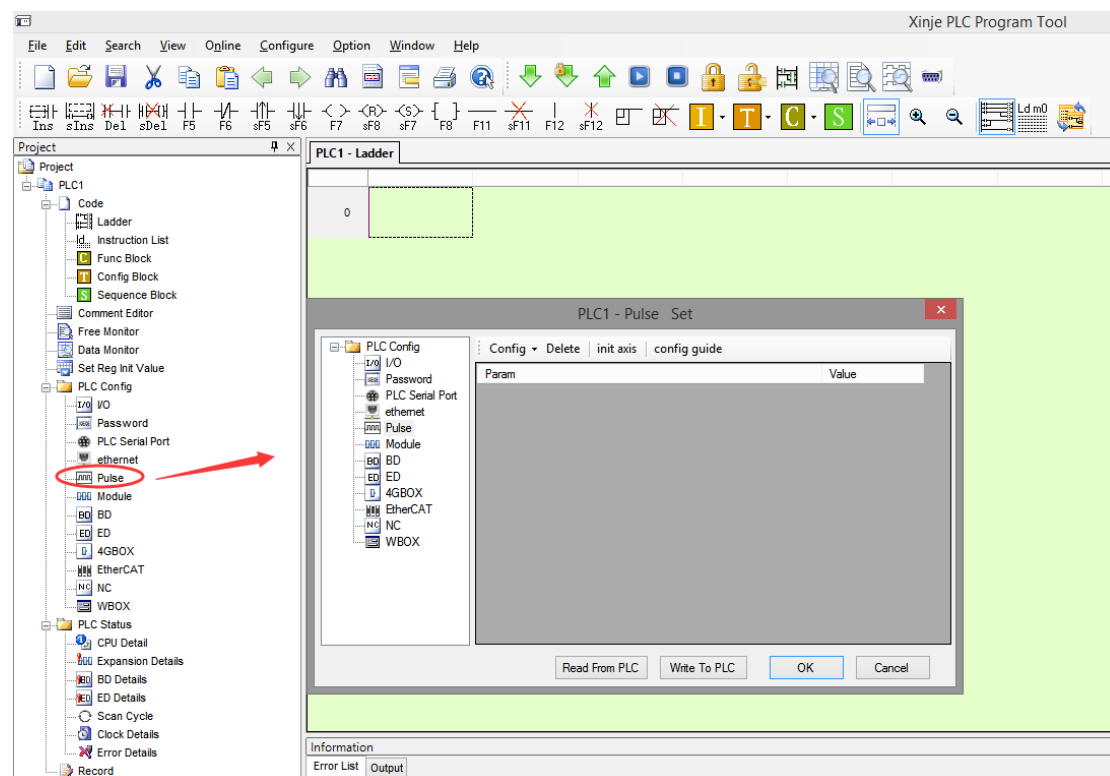 Xinje PLC Program Tool
File Edit Search View Online Configure Option Window Help
Ins sIns Del sDel F5 F6 sF5 sF6 F7 sF8 sF7 F8 F11 sF11 F12 sF12 I T C S Ld m0
Project
PLC1 - Ladder
Project
PLC1
Code
Ladder
Instruction List
Func Block
Config Block
Sequence Block
Comment Editor
Free Monitor
Data Monitor
Set Reg Init Value
PLC Config
I/O
Password
PLC Serial Port
ethernet
Pulse
Module
BD
ED
4GBOX
EtherCAT
NC
WBOX
PLC Status
CPU Detail
Expansion Details
BD Details
ED Details
Scan Cycle
Clock Details
Error Details
Record
0
PLC1 - Pulse Set
PLC Config
I/O
Password
PLC Serial Port
ethernet
Pulse
Module
BD
ED
4GBOX
EtherCAT
NC
WBOX
Config Delete init axis config guide
Param Value
Read From PLC Write To PLC OK Cancel
Information
Error List Output